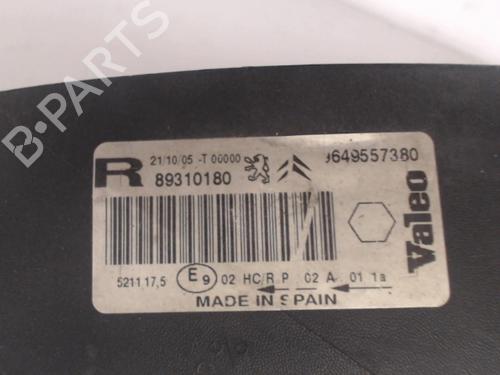 B-PARTS
21/10/05 -T 00000
9649557380
R
89310180
Valeo
5211 17,5
E9
02 HC/R P 02 A 01 1a
MADE IN SPAIN